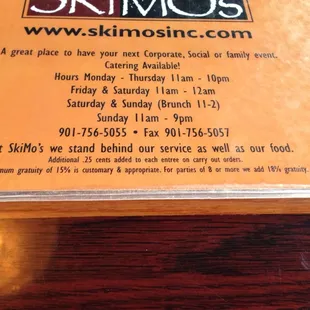 SKIMOS
www.skimosinc.com
A great place to have your next Corporate, Social or family event.
Catering Available!
Hours Monday - Thursday 11am - 10pm
Friday & Saturday 11am - 12am
Saturday & Sunday (Brunch 11-2)
Sunday 11am - 9pm
901-756-5055 • Fax 901-756-5057
SkiMo's we stand behind our service as well as our food.
Additional .25 cents added to each entree on carry out orders.
gratuity of 15% is customary & appropriate. For parties of 8 or more we add 18% gratuity.